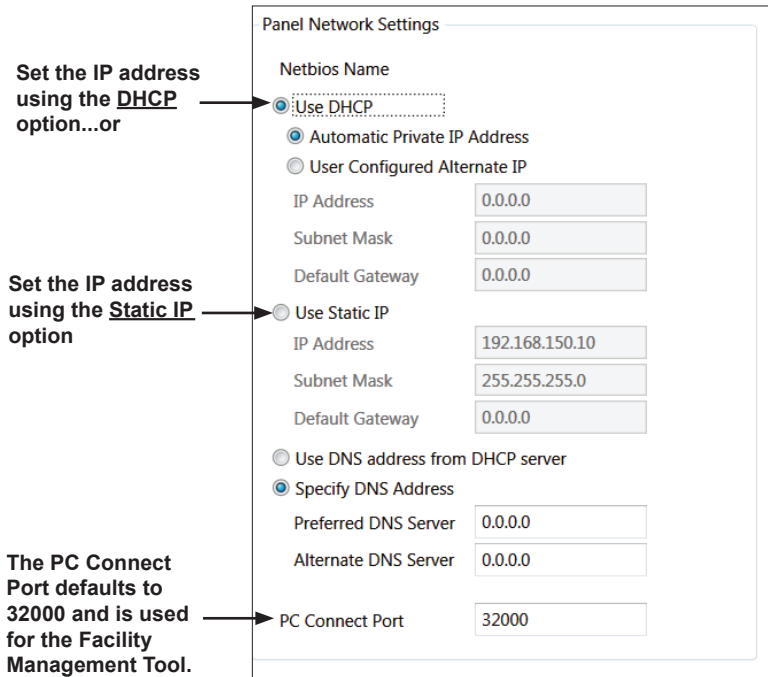 Panel Network Settings
Netbios Name
Set the IP address
using the DHCP
option...or
Use DHCP
Automatic Private IP Address
User Configured Alternate IP
IP Address 0.0.0.0
Subnet Mask 0.0.0.0
Default Gateway 0.0.0.0
Set the IP address
using the Static IP
option
Use Static IP
IP Address 192.168.150.10
Subnet Mask 255.255.255.0
Default Gateway 0.0.0.0
Use DNS address from DHCP server
Specify DNS Address
Preferred DNS Server 0.0.0.0
Alternate DNS Server 0.0.0.0
The PC Connect
Port defaults to
32000 and is used
for the Facility
Management Tool.
PC Connect Port 32000